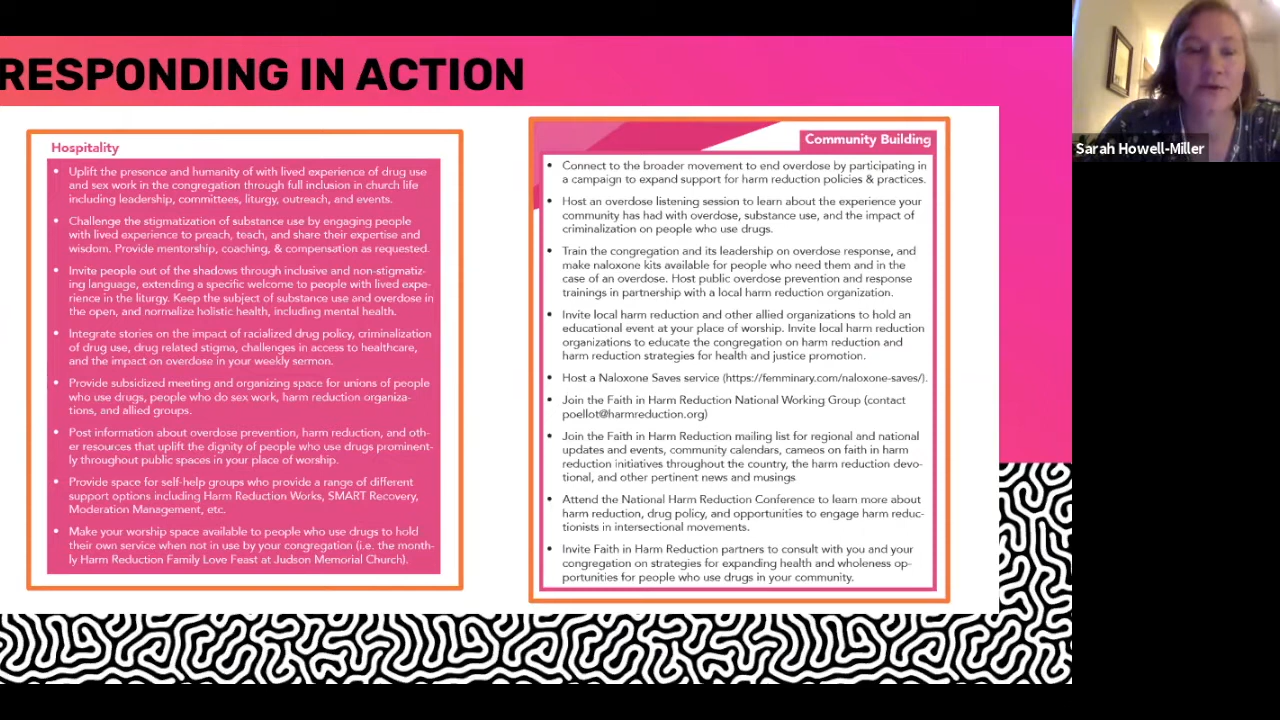 RESPONDING IN ACTION
Hospitality
• Uplift the presence and humanity of with lived experience of drug use
and sex work in the congregation through full inclusion in church life
including leadership, committees, liturgy, outreach, and events.
• Challenge the stigmatization of substance use by engaging people
with lived experience to preach, teach, and share their expertise and
wisdom. Provide mentorship, coaching, & compensation as requested.
• Invite people out of the shadows through inclusive and non-stigmatiz-
ing language, extending a specific welcome to people with lived expe-
rience in the liturgy. Keep the subject of substance use and overdose in
the open, and normalize holistic health, including mental health.
• Integrate stories on the impact of racialized drug policy, criminalization
of drug use, drug related stigma, challenges in access to healthcare,
and the impact on overdose in your weekly sermon.
• Provide subsidized meeting and organizing space for unions of people
who use drugs, people who do sex work, harm reduction organiza-
tions, and allied groups.
• Post information about overdose prevention, harm reduction, and oth-
er resources that uplift the dignity of people who use drugs prominent-
ly throughout public spaces in your place of worship.
• Provide space for self-help groups who provide a range of different
support options including Harm Reduction Works, SMART Recovery,
Moderation Management, etc.
• Make your worship space available to people who use drugs to hold
their own service when not in use by your congregation (i.e. the month-
ly Harm Reduction Family Love Feast at Judson Memorial Church).
Community Building
• Connect to the broader movement to end overdose by participating in
a campaign to expand support for harm reduction policies & practices.
• Host an overdose listening session to learn about the experience your
community has had with overdose, substance use, and the impact of
criminalization on people who use drugs.
• Train the congregation and its leadership on overdose response, and
make naloxone kits available for people who need them and in the
case of an overdose. Host public overdose prevention and response
trainings in partnership with a local harm reduction organization.
• Invite local harm reduction and other allied organizations to hold an
educational event at your place of worship. Invite local harm reduction
organizations to educate the congregation on harm reduction and
harm reduction strategies for health and justice promotion.
• Host a Naloxone Saves service (https://femminary.com/naloxone-saves/).
• Join the Faith in Harm Reduction National Working Group (contact
poellot@harmreduction.org)
• Join the Faith in Harm Reduction mailing list for regional and national
updates and events, community calendars, cameos on faith in harm
reduction initiatives throughout the country, the harm reduction devo-
tional, and other pertinent news and musings
• Attend the National Harm Reduction Conference to learn more about
harm reduction, drug policy, and opportunities to engage harm reduc-
tionists in intersectional movements.
• Invite Faith in Harm Reduction partners to consult with you and your
congregation on strategies for expanding health and wholeness op-
portunities for people who use drugs in your community.
Sarah Howell-Miller